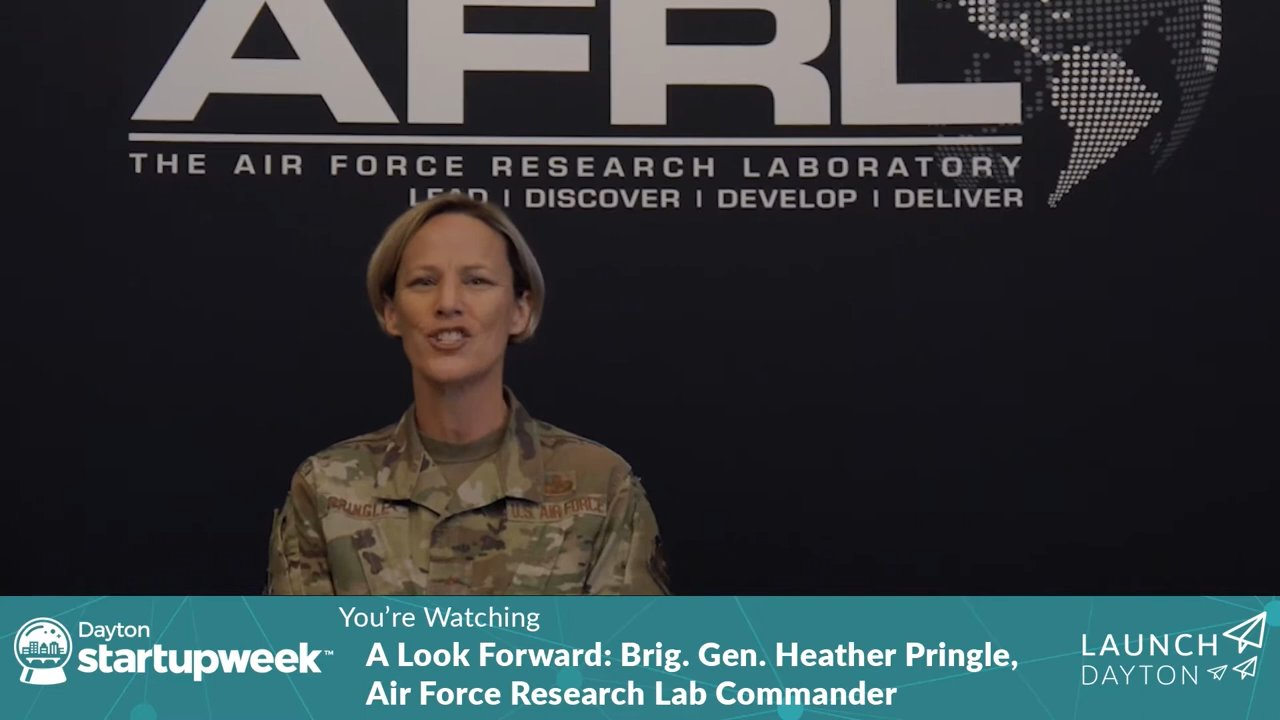 AFRL
THE AIR FORCE RESEARCH LABORATORY
LEAD | DISCOVER | DEVELOP | DELIVER
PRINGLE
U.S. AIR FORCE
You're Watching
Dayton
startupweek™
A Look Forward: Brig. Gen. Heather Pringle,
Air Force Research Lab Commander
LAUNCH
DAYTON